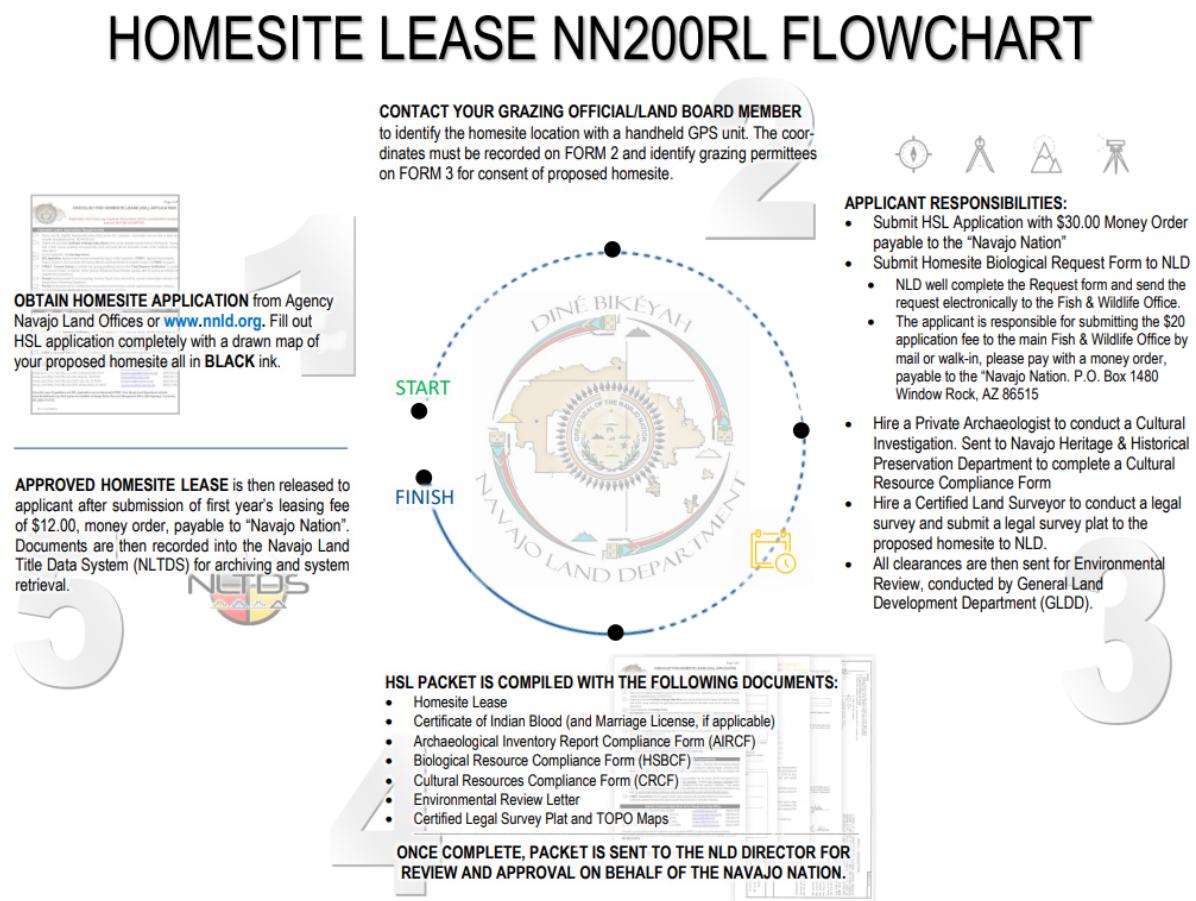 HOMESITE LEASE NN200RL FLOWCHART
OBTAIN HOMESITE APPLICATION from Agency
Navajo Land Offices or www.nnld.org. Fill out
HSL application completely with a drawn map of
your proposed homesite all in BLACK ink.
1
CONTACT YOUR GRAZING OFFICIAL/LAND BOARD MEMBER
to identify the homesite location with a handheld GPS unit. The coor-
dinates must be recorded on FORM 2 and identify grazing permittees
on FORM 3 for consent of proposed homesite.
2
APPLICANT RESPONSIBILITIES:
• Submit HSL Application with $30.00 Money Order
payable to the “Navajo Nation”
• Submit Homesite Biological Request Form to NLD
• NLD well complete the Request form and send the
request electronically to the Fish & Wildlife Office.
• The applicant is responsible for submitting the $20
application fee to the main Fish & Wildlife Office by
mail or walk-in, please pay with a money order,
payable to the “Navajo Nation. P.O. Box 1480
Window Rock, AZ 86515
• Hire a Private Archaeologist to conduct a Cultural
Investigation. Sent to Navajo Heritage & Historical
Preservation Department to complete a Cultural
Resource Compliance Form
• Hire a Certified Land Surveyor to conduct a legal
survey and submit a legal survey plat to the
proposed homesite to NLD.
• All clearances are then sent for Environmental
Review, conducted by General Land
Development Department (GLDD).
3
START
FINISH
DINÉ BIKÉYAH
GREAT SEAL OF THE NAVAJO NATION
NAVAJO LAND DEPARTMENT
HSL PACKET IS COMPILED WITH THE FOLLOWING DOCUMENTS:
• Homesite Lease
• Certificate of Indian Blood (and Marriage License, if applicable)
• Archaeological Inventory Report Compliance Form (AIRCF)
• Biological Resource Compliance Form (HSBCF)
• Cultural Resources Compliance Form (CRCF)
• Environmental Review Letter
• Certified Legal Survey Plat and TOPO Maps
ONCE COMPLETE, PACKET IS SENT TO THE NLD DIRECTOR FOR
REVIEW AND APPROVAL ON BEHALF OF THE NAVAJO NATION.
4
APPROVED HOMESITE LEASE is then released to
applicant after submission of first year’s leasing fee
of $12.00, money order, payable to “Navajo Nation”.
Documents are then recorded into the Navajo Land
Title Data System (NLTDS) for archiving and system
retrieval.
NLTDS
5